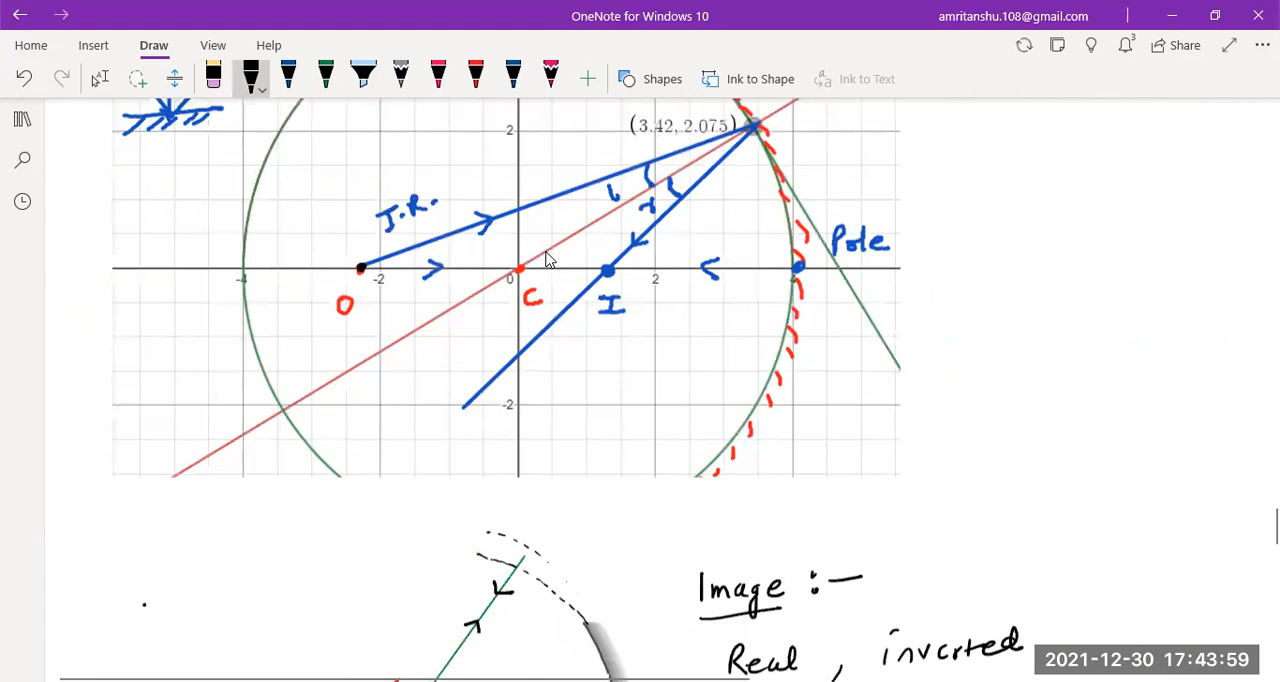 OneNote for Windows 10
amritanshu.108@gmail.com
Home Insert Draw View Help
3
Share
Shapes
Ink to Shape
Ink to Text
2
(3.42, 2.075)
I.R.
i
r
Pole
-4
-2
0
2
4
O
C
I
-2
Image :-
Real , inverted
2021-12-30 17:43:59